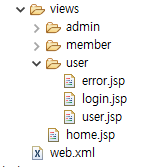 views
admin
member
user
error.jsp
login.jsp
user.jsp
home.jsp
web.xml